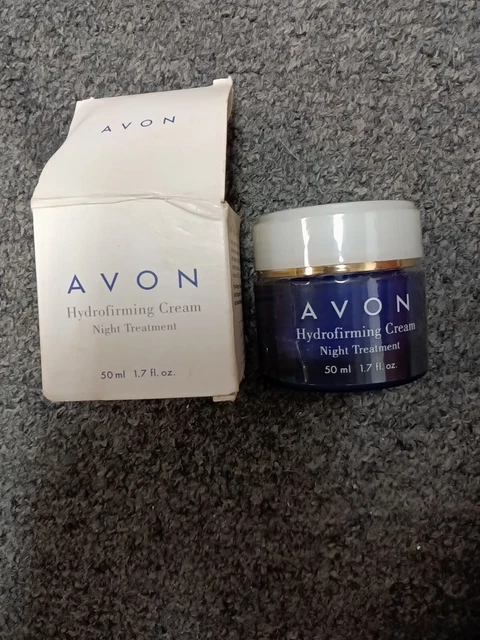 AVON
AVON
Hydrofirming Cream
Night Treatment
50 ml 1.7 fl. oz.
AVON
Hydrofirming Cream
Night Treatment
50 ml 1.7 fl. oz.